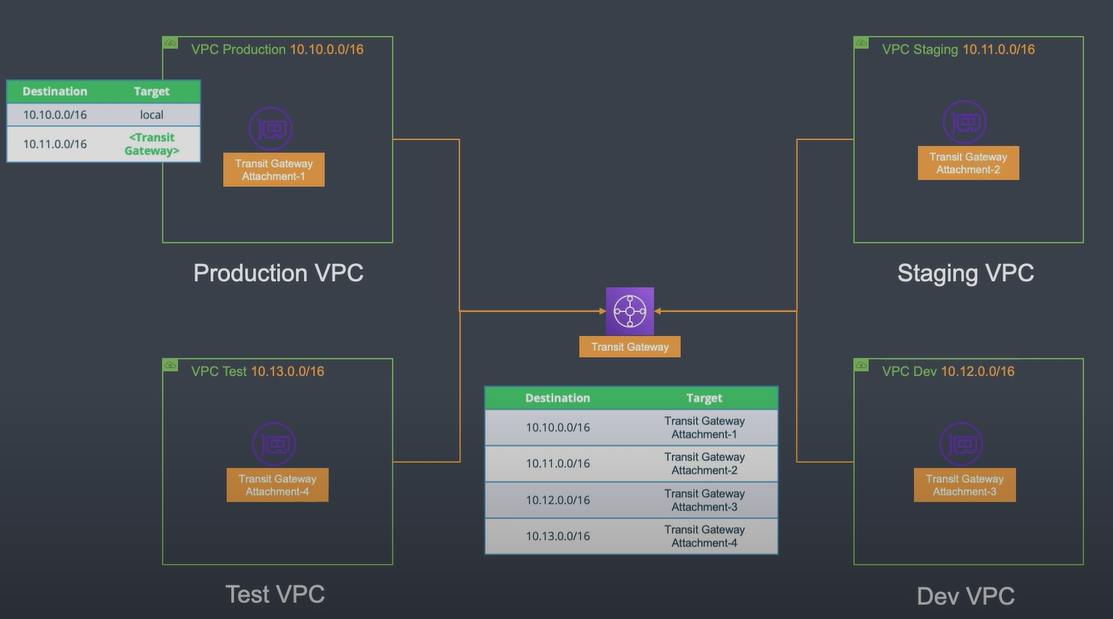 VPC Production 10.10.0.0/16
Destination Target
10.10.0.0/16 local
10.11.0.0/16 <Transit
Gateway>
Transit Gateway
Attachment-1
Production VPC
VPC Staging 10.11.0.0/16
Transit Gateway
Attachment-2
Staging VPC
Transit Gateway
VPC Test 10.13.0.0/16
Transit Gateway
Attachment-4
Test VPC
Destination Target
10.10.0.0/16 Transit Gateway
Attachment-1
10.11.0.0/16 Transit Gateway
Attachment-2
10.12.0.0/16 Transit Gateway
Attachment-3
10.13.0.0/16 Transit Gateway
Attachment-4
VPC Dev 10.12.0.0/16
Transit Gateway
Attachment-3
Dev VPC